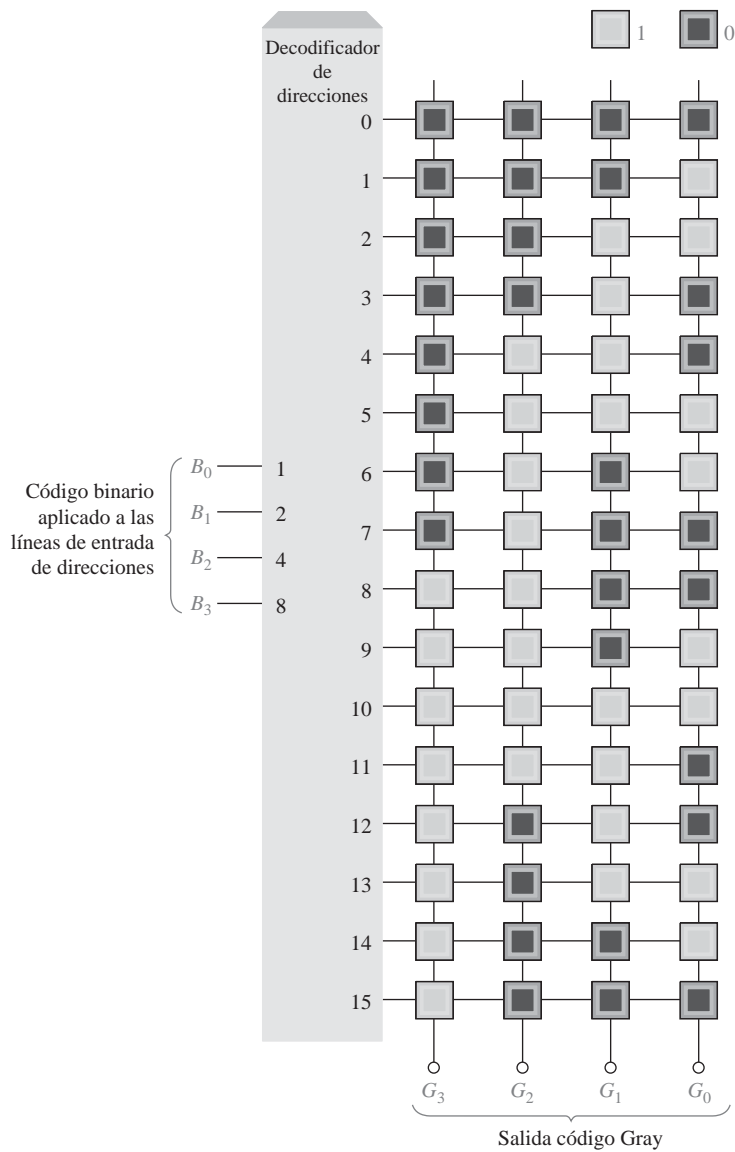 1
0
Decodificador
de
direcciones
0
1
2
3
4
5
6
7
8
9
10
11
12
13
14
15
Código binario
aplicado a las
líneas de entrada
de direcciones
B₀
1
B₁
2
B₂
4
B₃
8
G₃
G₂
G₁
G₀
Salida código Gray